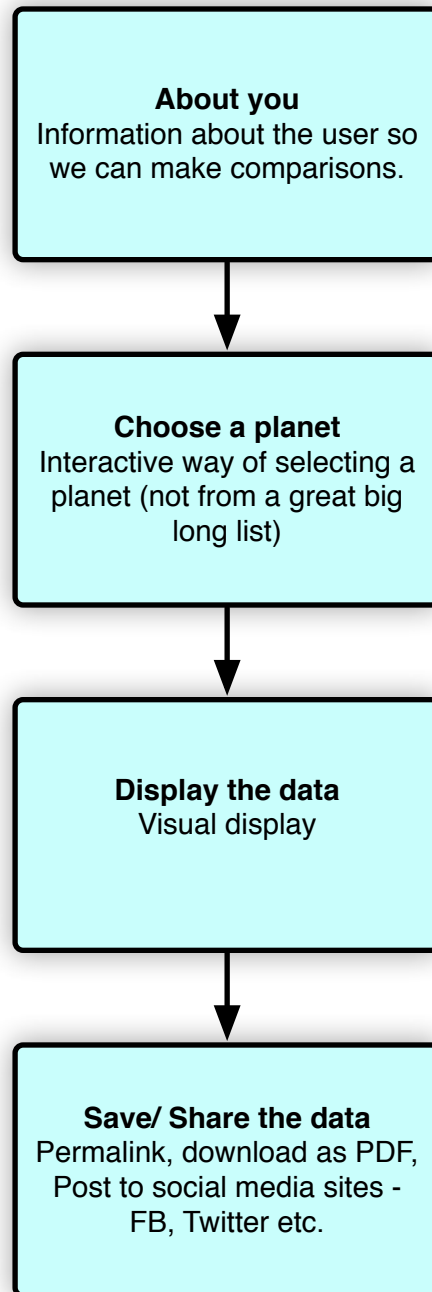 About you
Information about the user so
we can make comparisons.
Choose a planet
Interactive way of selecting a
planet (not from a great big
long list)
Display the data
Visual display
Save/ Share the data
Permalink, download as PDF,
Post to social media sites -
FB, Twitter etc.